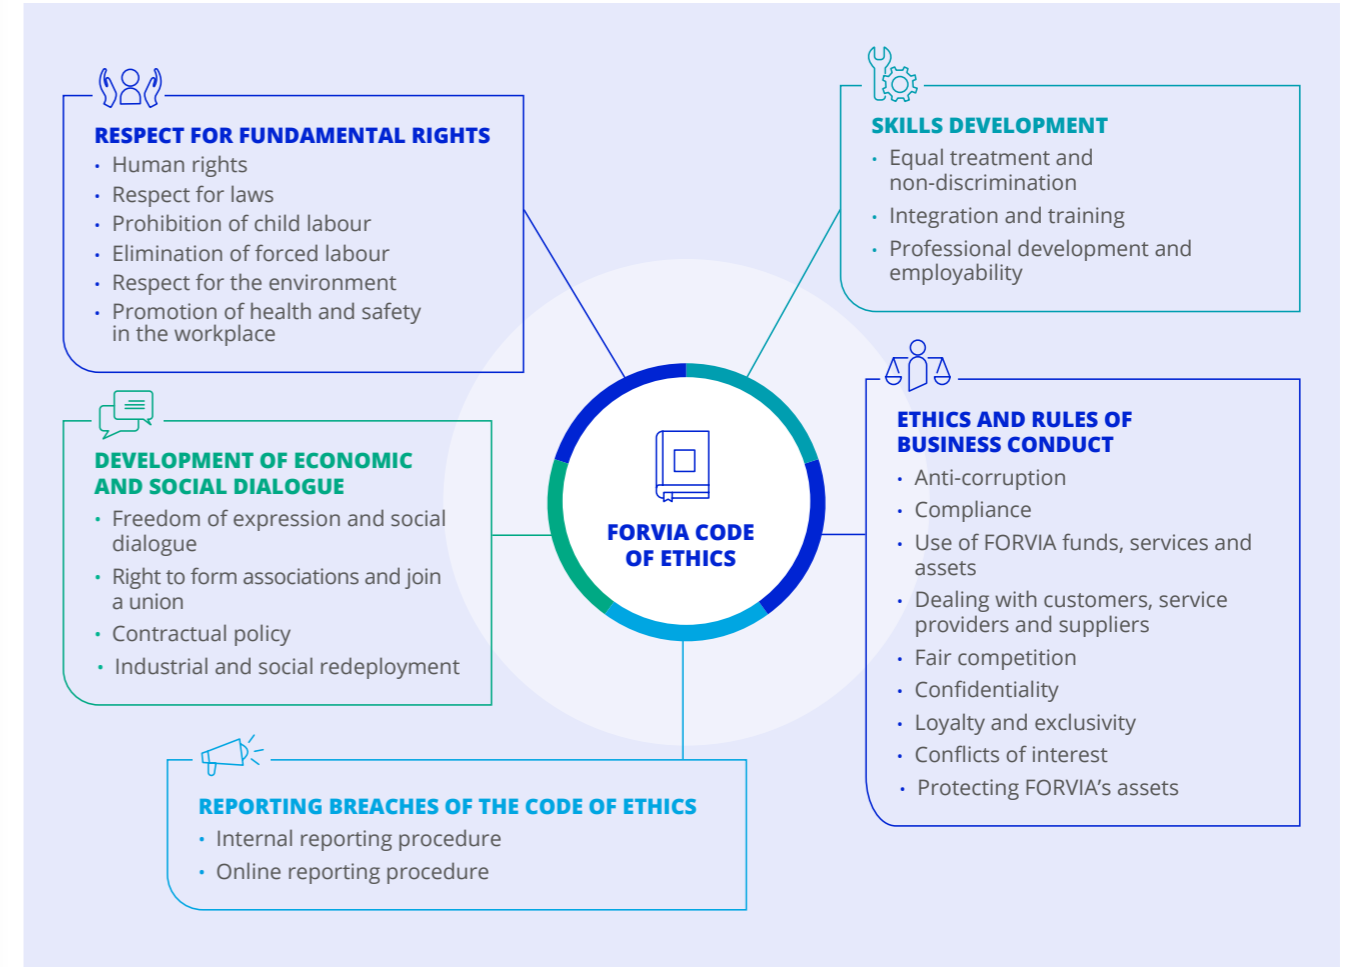 RESPECT FOR FUNDAMENTAL RIGHTS
• Human rights
• Respect for laws
• Prohibition of child labour
• Elimination of forced labour
• Respect for the environment
• Promotion of health and safety
in the workplace
SKILLS DEVELOPMENT
• Equal treatment and
non-discrimination
• Integration and training
• Professional development and
employability
DEVELOPMENT OF ECONOMIC
AND SOCIAL DIALOGUE
• Freedom of expression and social
dialogue
• Right to form associations and join
a union
• Contractual policy
• Industrial and social redeployment
FORVIA CODE
OF ETHICS
ETHICS AND RULES OF
BUSINESS CONDUCT
• Anti-corruption
• Compliance
• Use of FORVIA funds, services and
assets
• Dealing with customers, service
providers and suppliers
• Fair competition
• Confidentiality
• Loyalty and exclusivity
• Conflicts of interest
• Protecting FORVIA’s assets
REPORTING BREACHES OF THE CODE OF ETHICS
• Internal reporting procedure
• Online reporting procedure